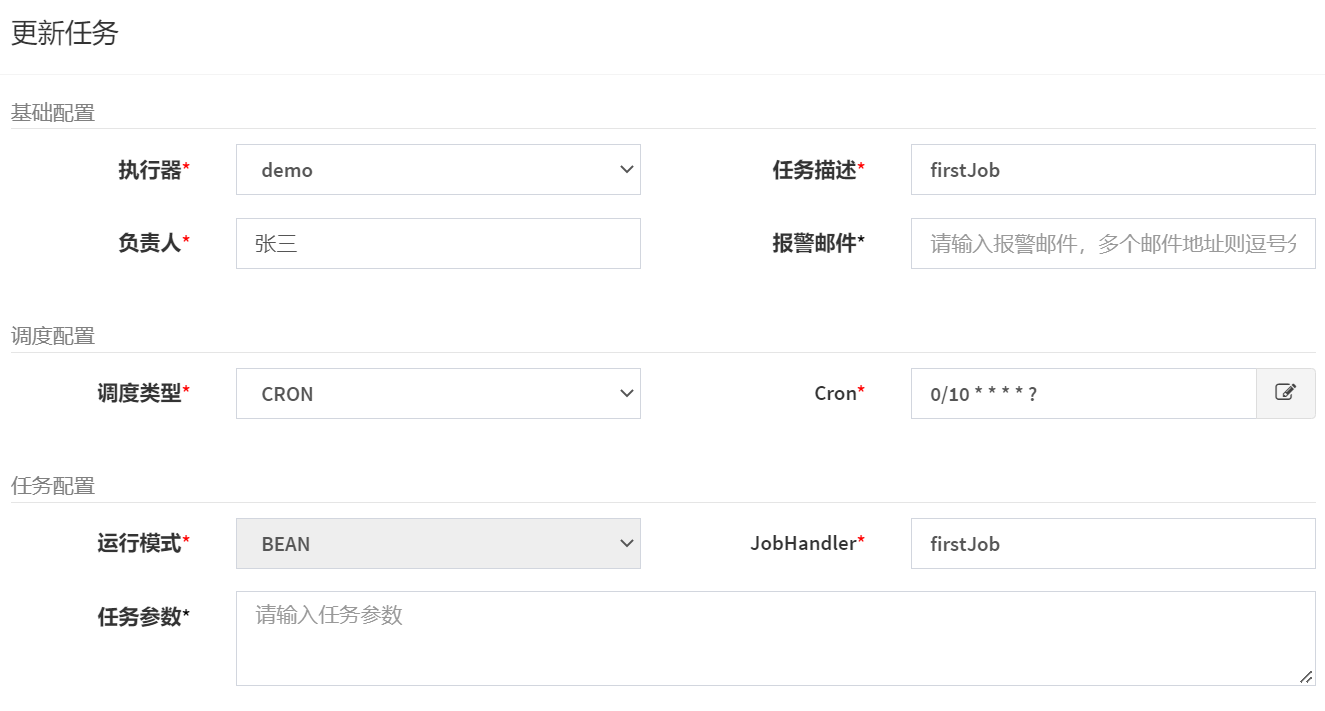 更新任务
基础配置
执行器* demo 任务描述* firstJob
负责人* 张三 报警邮件* 请输入报警邮件，多个邮件地址则逗号分
调度配置
调度类型* CRON Cron* 0/10 * * * * ?
任务配置
运行模式* BEAN JobHandler* firstJob
任务参数* 请输入任务参数